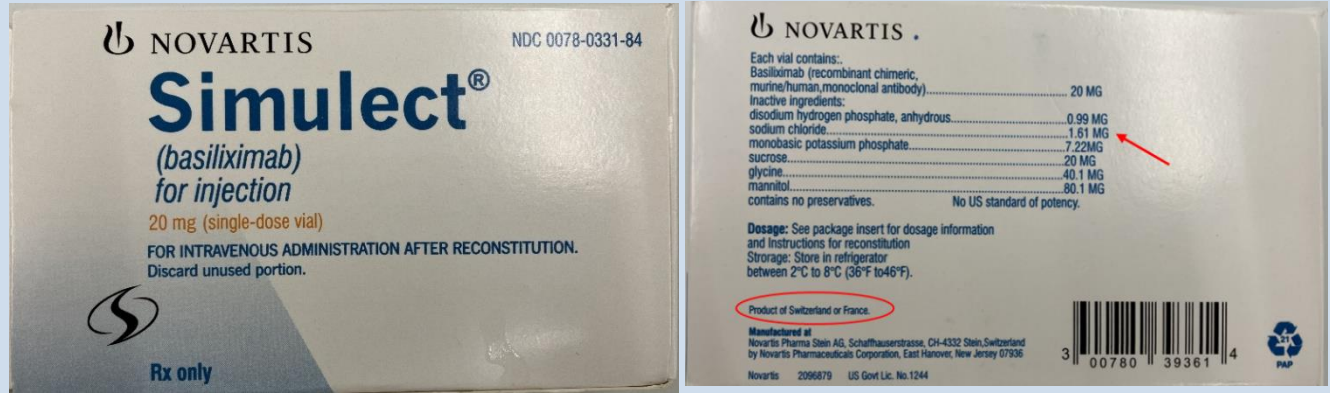 NOVARTIS
NDC 0078-0331-84
Simulect®
(basiliximab)
for injection
20 mg (single-dose vial)
FOR INTRAVENOUS ADMINISTRATION AFTER RECONSTITUTION.
Discard unused portion.
Rx only
NOVARTIS .
Each vial contains:.
Basiliximab (recombinant chimeric,
murine/human,monoclonal antibody)........................................ 20 MG
Inactive ingredients:
disodium hydrogen phosphate, anhydrous................................0.99 MG
sodium chloride...................................................................1.61 MG
monobasic potassium phosphate............................................7.22MG
sucrose..............................................................................20 MG
glycine...............................................................................40.1 MG
mannitol.............................................................................80.1 MG
contains no preservatives. No US standard of potency.
Dosage: See package insert for dosage information
and Instructions for reconstitution
Strorage: Store in refrigerator
between 2°C to 8°C (36°F to46°F).
Product of Switzerland or France.
Manufactured at
Novartis Pharma Stein AG, Schaffhauserstrasse, CH-4332 Stein,Switzerland
by Novartis Pharmaceuticals Corporation, East Hanover, New Jersey 07936
Novartis 2096879 US Govt Lic. No.1244
3 00780 39361 4
21
PAP